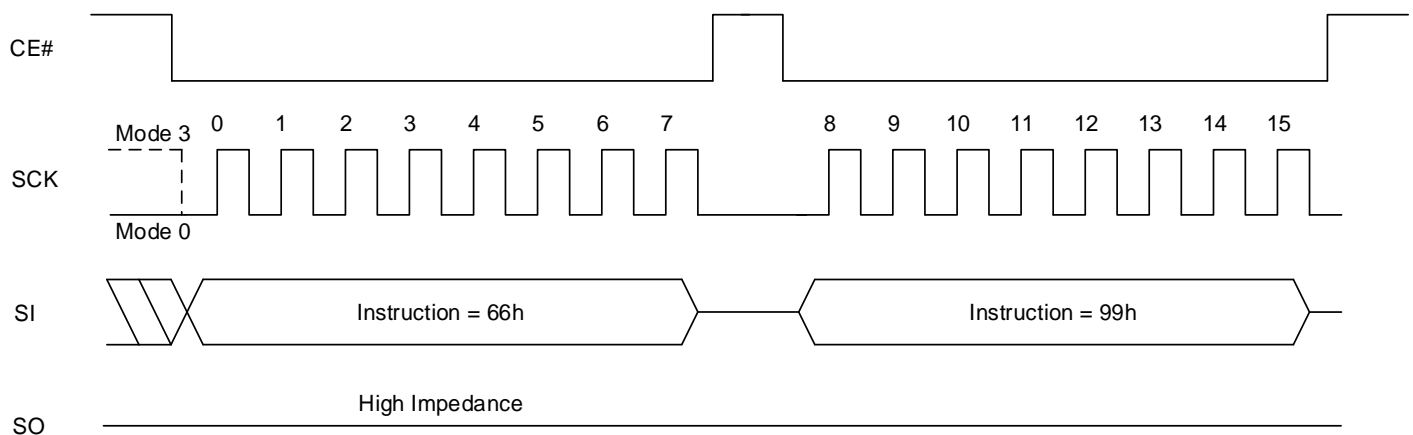 CE#
Mode 3
0 1 2 3 4 5 6 7 8 9 10 11 12 13 14 15
SCK
Mode 0
SI
Instruction = 66h
Instruction = 99h
High Impedance
SO